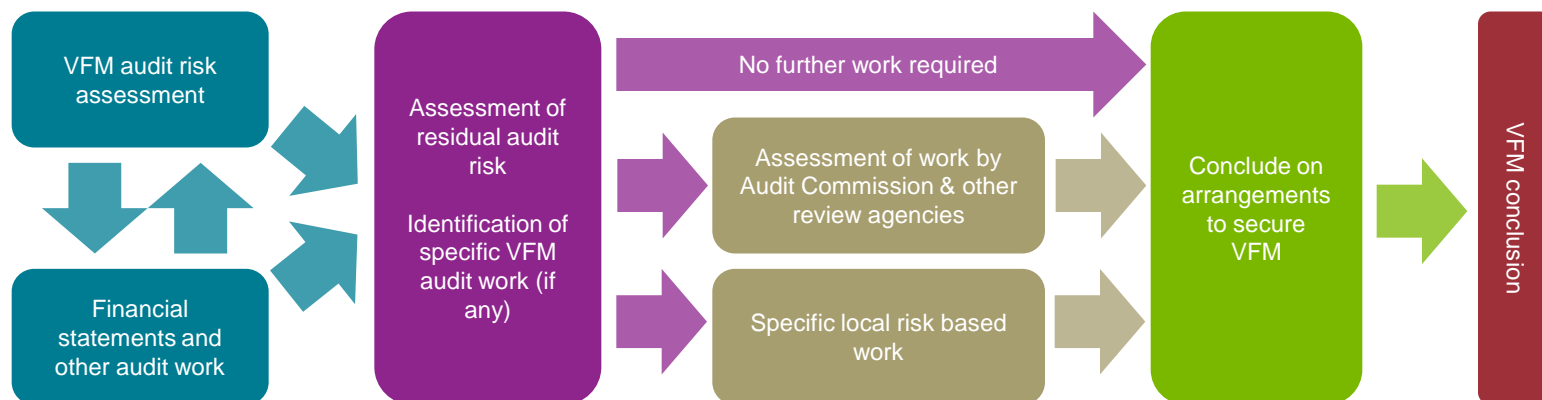 VFM audit risk
assessment
Financial
statements and
other audit work
Assessment of
residual audit
risk
Identification of
specific VFM
audit work (if
any)
No further work required
Assessment of work by
Audit Commission & other
review agencies
Specific local risk based
work
Conclude on
arrangements
to secure
VFM
VFM conclusion